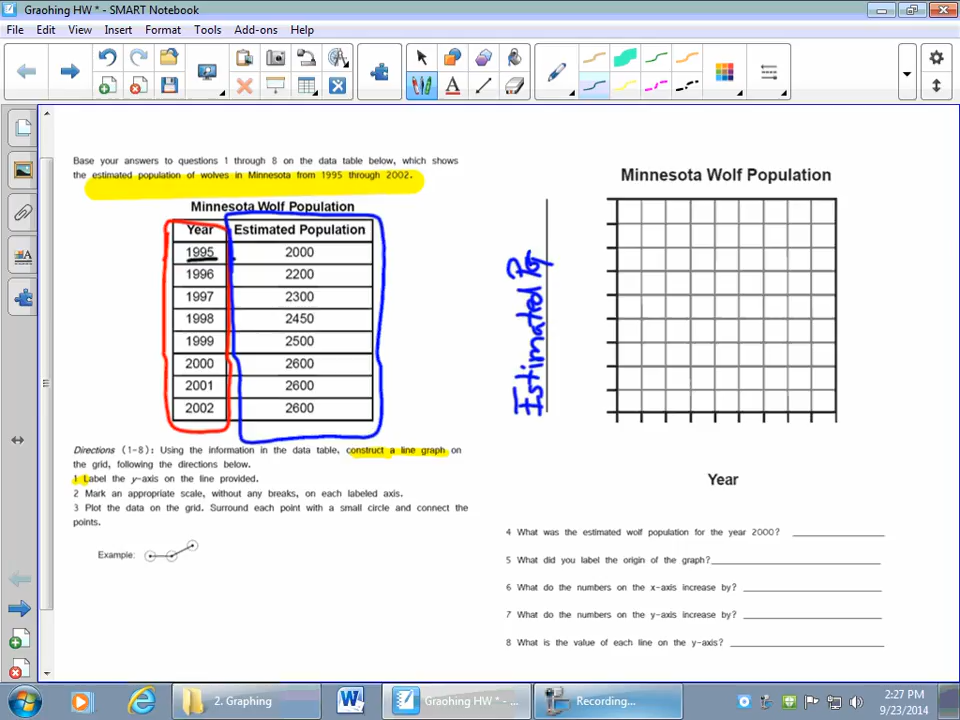 Graohing HW * - SMART Notebook
File Edit View Insert Format Tools Add-ons Help
Base your answers to questions 1 through 8 on the data table below, which shows
the estimated population of wolves in Minnesota from 1995 through 2002.
Minnesota Wolf Population
Year Estimated Population
1995 2000
1996 2200
1997 2300
1998 2450
1999 2500
2000 2600
2001 2600
2002 2600
Directions (1-8): Using the information in the data table, construct a line graph on
the grid, following the directions below.
1 Label the y-axis on the line provided.
2 Mark an appropriate scale, without any breaks, on each labeled axis.
3 Plot the data on the grid. Surround each point with a small circle and connect the
points.
Example:
Minnesota Wolf Population
Estimated
Year
4 What was the estimated wolf population for the year 2000?
5 What did you label the origin of the graph?
6 What do the numbers on the x-axis increase by?
7 What do the numbers on the y-axis increase by?
8 What is the value of each line on the y-axis?
2. Graphing
Graohing HW * - ...
Recording...
2:27 PM
9/23/2014